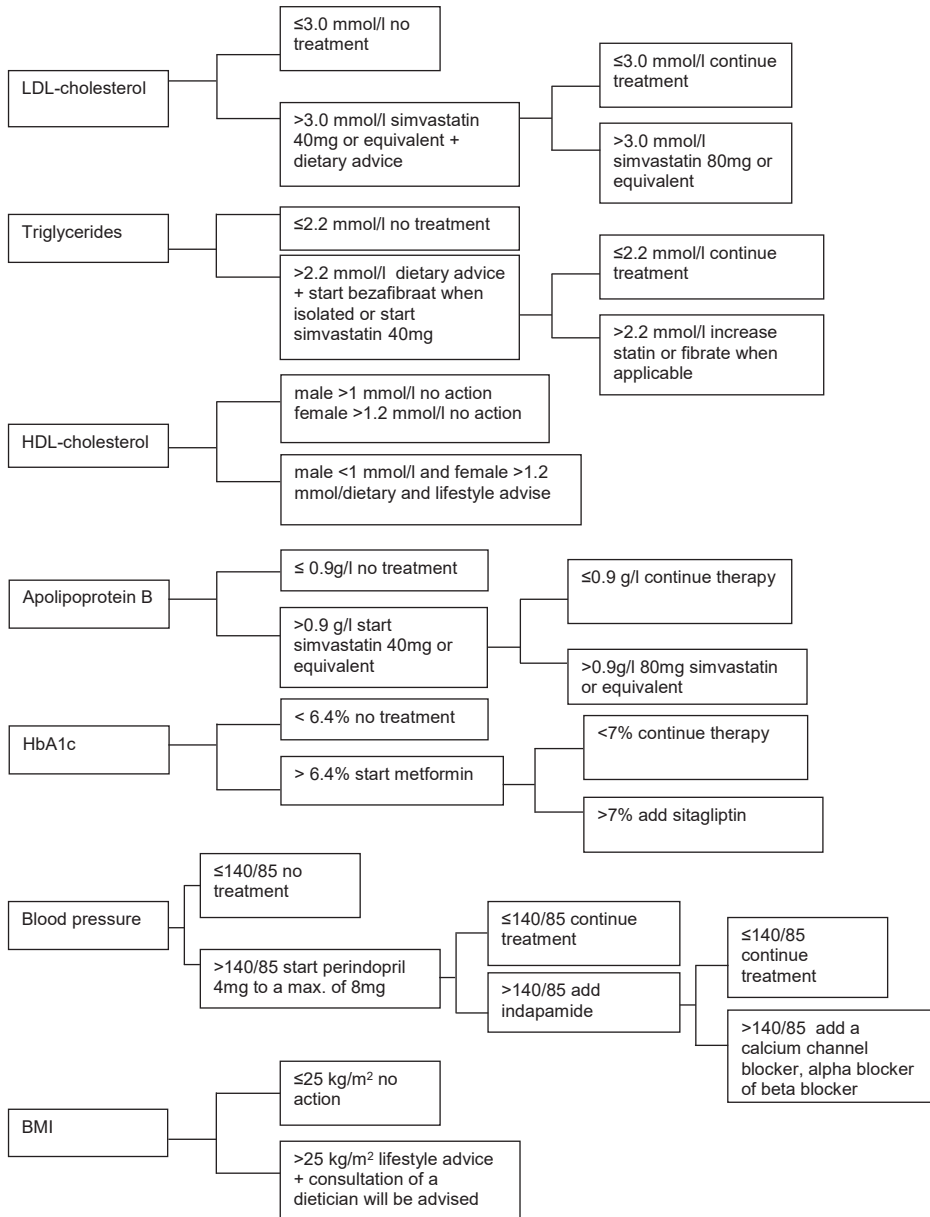 ≤3.0 mmol/l no
treatment
LDL-cholesterol
>3.0 mmol/l simvastatin
40mg or equivalent +
dietary advice
≤3.0 mmol/l continue
treatment
>3.0 mmol/l
simvastatin 80mg or
equivalent
Triglycerides
≤2.2 mmol/l no treatment
>2.2 mmol/l  dietary advice
+ start bezafibraat when
isolated or start
simvastatin 40mg
≤2.2 mmol/l continue
treatment
>2.2 mmol/l increase
statin or fibrate when
applicable
HDL-cholesterol
male >1 mmol/l no action
female >1.2 mmol/l no action
male <1 mmol/l and female >1.2
mmol/dietary and lifestyle advise
Apolipoprotein B
≤ 0.9g/l no treatment
>0.9 g/l start
simvastatin 40mg or
equivalent
≤0.9 g/l continue therapy
>0.9g/l 80mg simvastatin
or equivalent
HbA1c
< 6.4% no treatment
> 6.4% start metformin
<7% continue therapy
>7% add sitagliptin
Blood pressure
≤140/85 no
treatment
>140/85 start perindopril
4mg to a max. of 8mg
≤140/85 continue
treatment
>140/85 add
indapamide
≤140/85
continue
treatment
>140/85  add a
calcium channel
blocker, alpha blocker
of beta blocker
BMI
≤25 kg/m² no
action
>25 kg/m² lifestyle advice
+ consultation of a
dietician will be advised